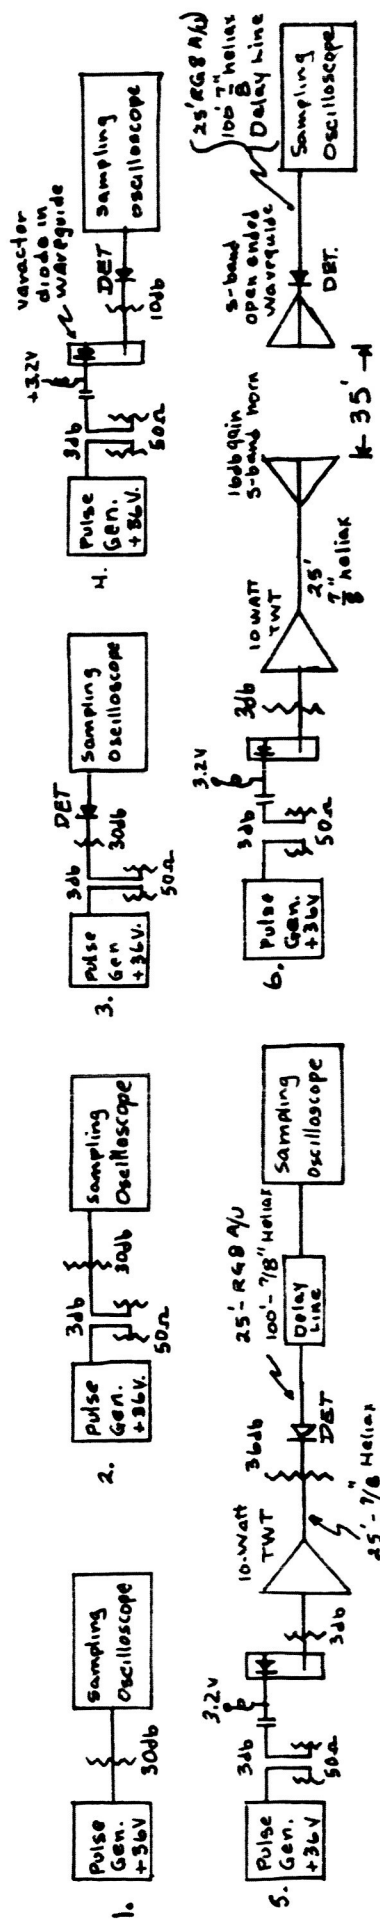 1.
Pulse
Gen.
+36V
30db
Sampling
Oscilloscope
2.
Pulse
Gen.
+36V.
3db
50Ω
30db
Sampling
Oscilloscope
3.
Pulse
Gen
+36V.
3db
50Ω
DET
30db
Sampling
Oscilloscope
4.
Pulse
Gen.
+36V.
3db
50Ω
+3.2V
varactor
diode in
waveguide
10db
DET
Sampling
Oscilloscope
5.
Pulse
Gen.
+36V
3db
50Ω
3.2V
3db
10-Watt
TWT
25'-7/8" Heliax
36db
DET
25'-RG8 A/U
100'-7/8" Heliax
Delay
Line
Sampling
Oscilloscope
6.
Pulse
Gen.
+36V
3db
50Ω
3.2V
3db
10 WATT
TWT
25'
7/8" heliax
16db gain
S-band horn
35'
S-band
open ended
waveguide
DET.
25' RG8 A/U
100' 7/8" heliax
Delay Line
Sampling
Oscilloscope